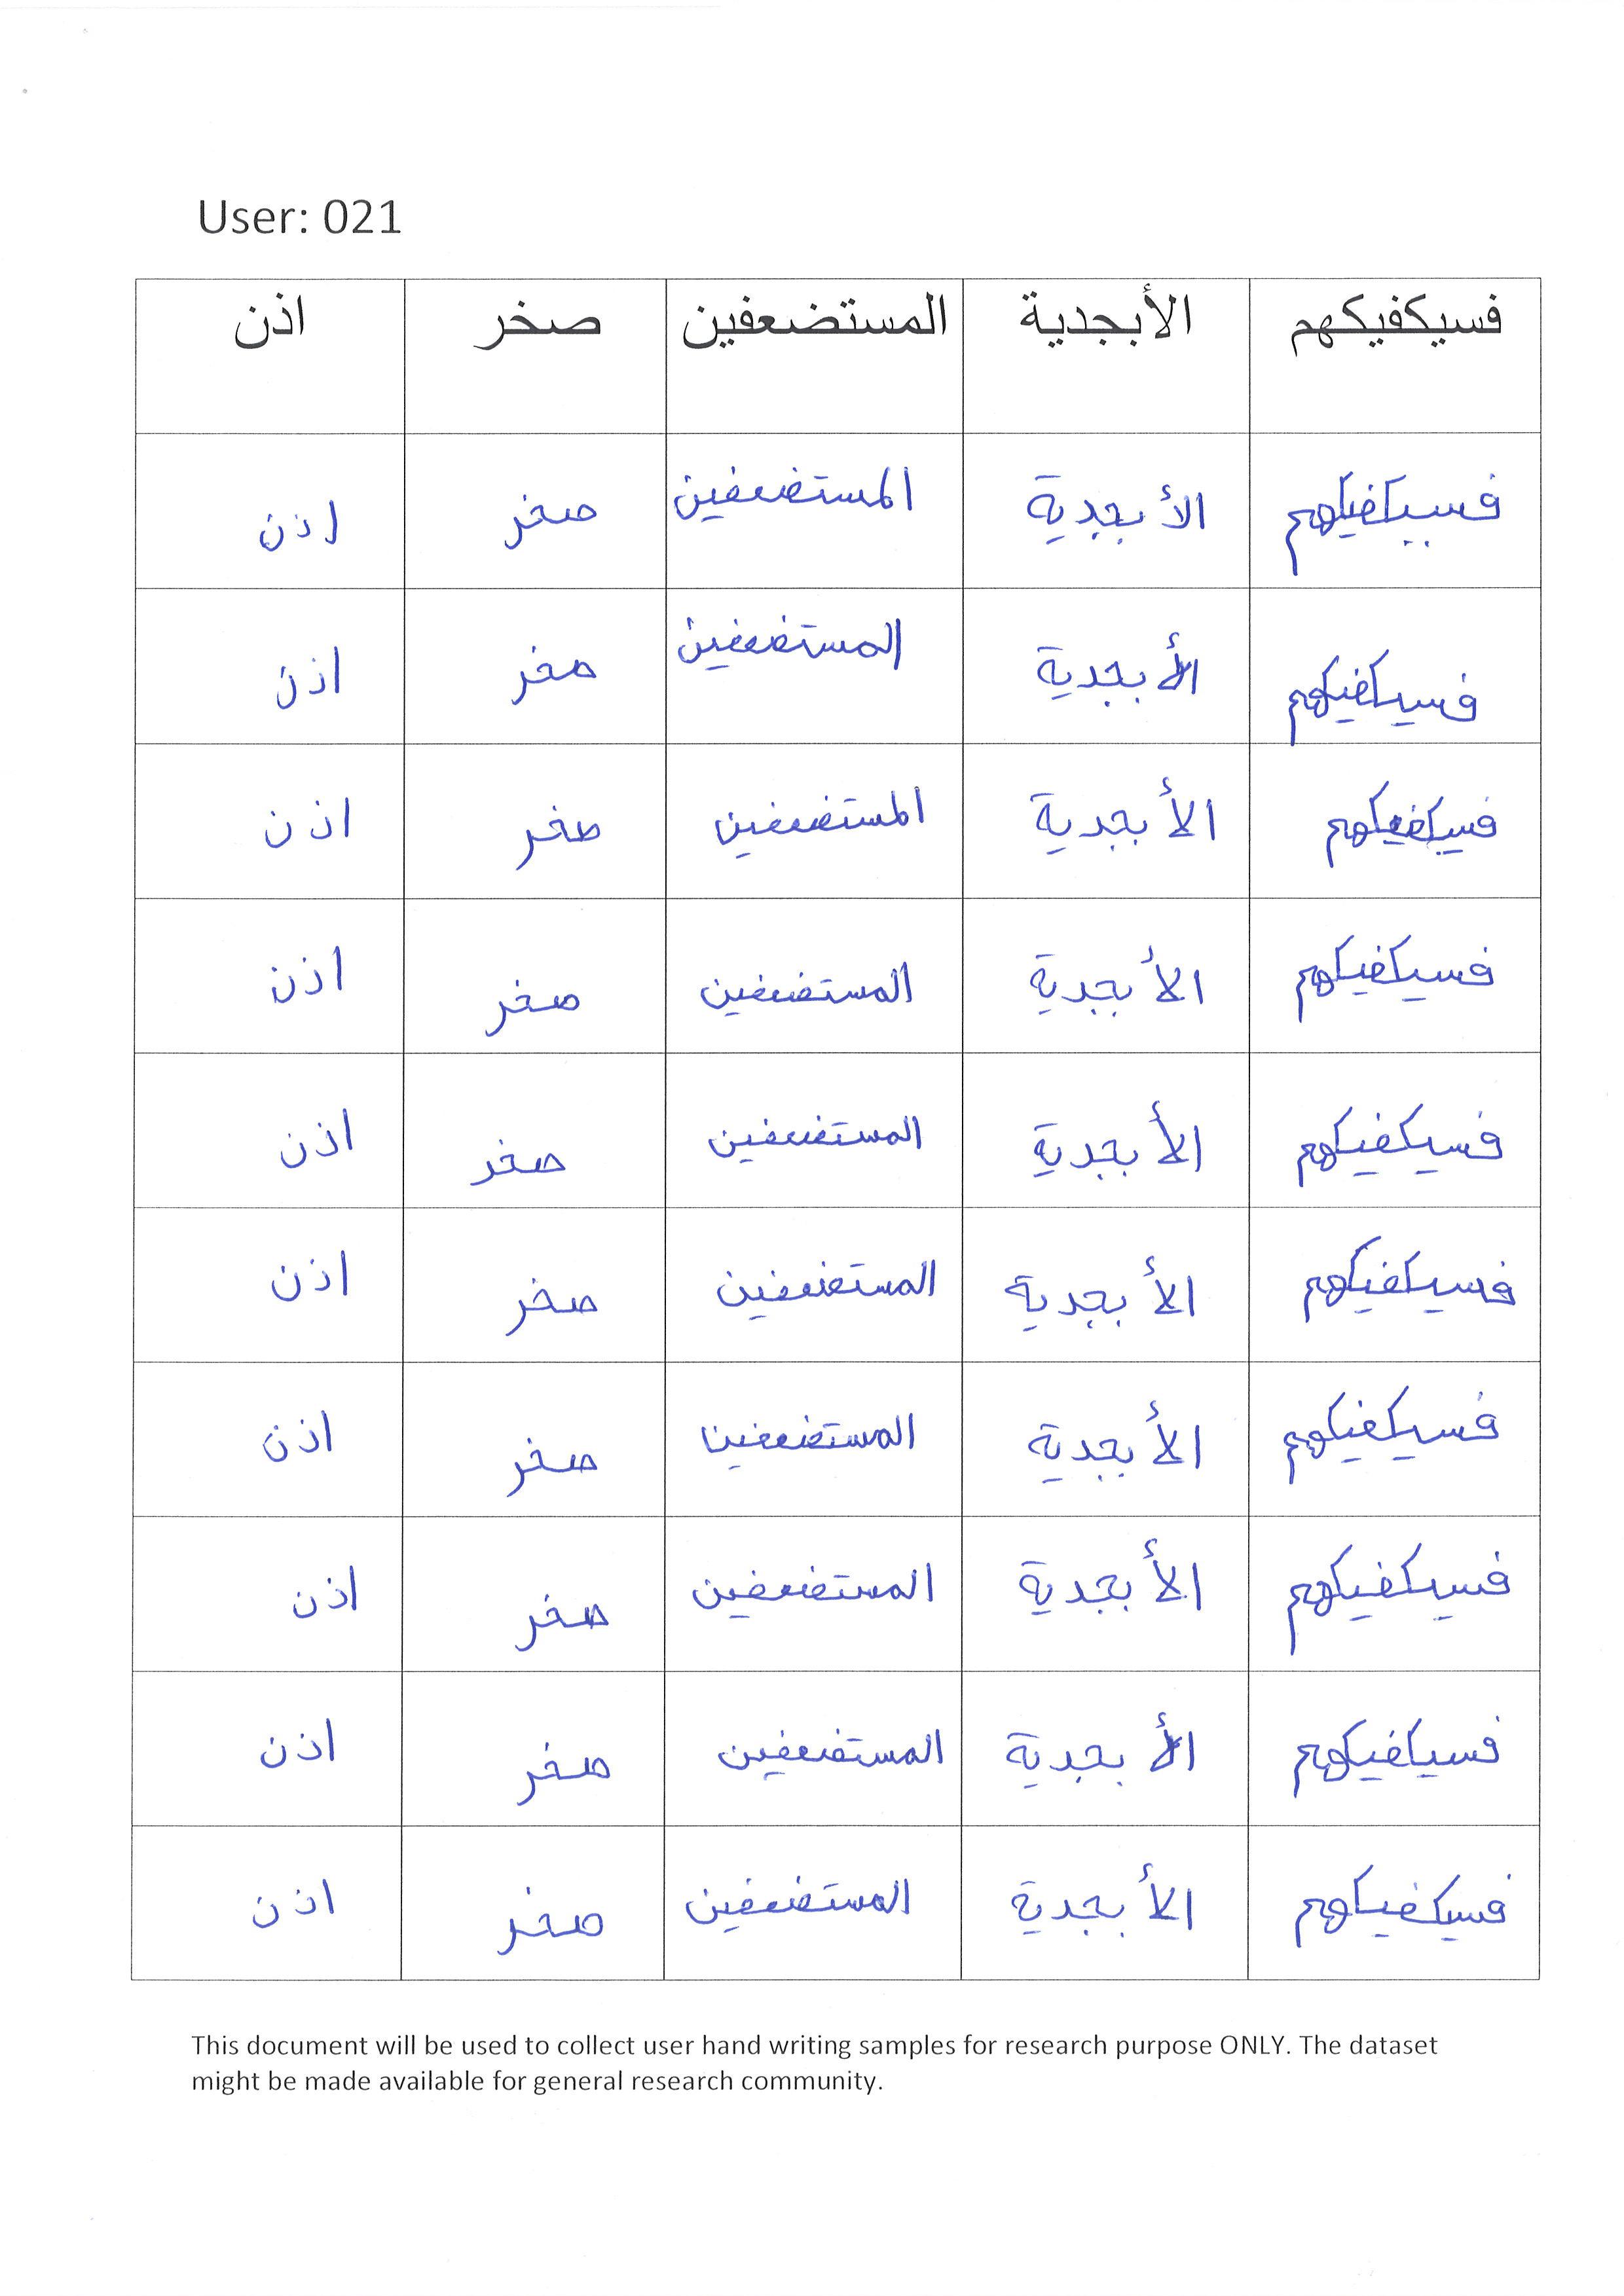 User: 021
فسيكفيكهم الأبجدية المستضعفين صخر اذن
فسيكفيكهم الأبجدية المستضعفين صخر اذن
فسيكفيكهم الأبجدية المستضعفين صخر اذن
فسيكفيكهم الأبجدية المستضعفين صخر اذن
فسيكفيكهم الأبجدية المستضعفين صخر اذن
فسيكفيكهم الأبجدية المستضعفين صخر اذن
فسيكفيكهم الأبجدية المستضعفين صخر اذن
فسيكفيكهم الأبجدية المستضعفين صخر اذن
فسيكفيكهم الأبجدية المستضعفين صخر اذن
فسيكفيكهم الأبجدية المستضعفين صخر اذن
فسيكفيكهم الأبجدية المستضعفين صخر اذن
This document will be used to collect user hand writing samples for research purpose ONLY. The dataset
might be made available for general research community.